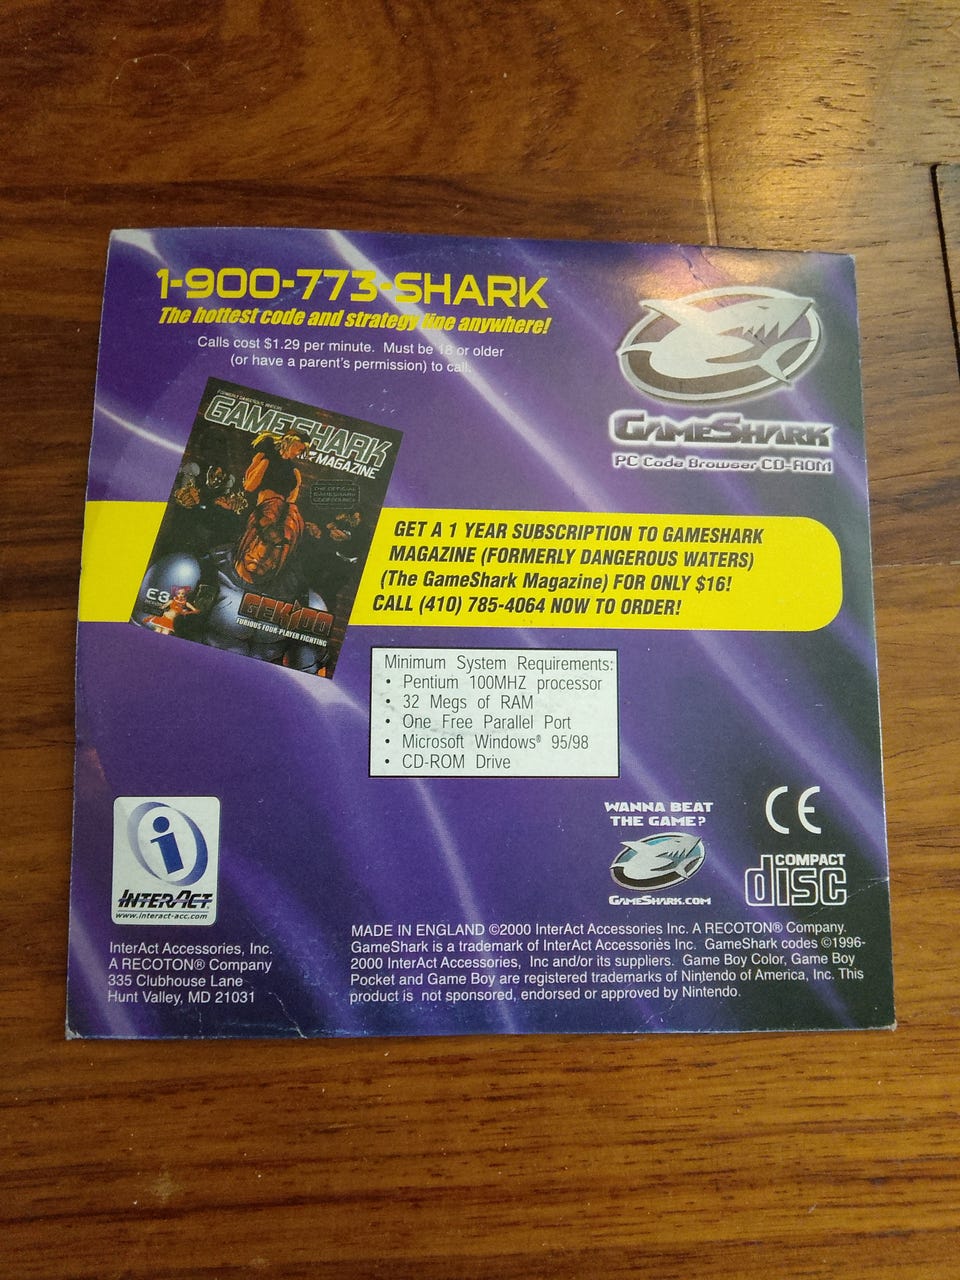 1-900-773-SHARK
The hottest code and strategy line anywhere!
Calls cost $1.29 per minute. Must be 18 or older
(or have a parent's permission) to call.
GAMESHARK
PC Code Browser CD-ROM
FORMERLY DANGEROUS WATERS
GAMESHARK
MAGAZINE
E3
GEKIDO
FURIOUS FOUR-PLAYER FIGHTING
GET A 1 YEAR SUBSCRIPTION TO GAMESHARK
MAGAZINE (FORMERLY DANGEROUS WATERS)
(The GameShark Magazine) FOR ONLY $16!
CALL (410) 785-4064 NOW TO ORDER!
Minimum System Requirements:
• Pentium 100MHZ processor
• 32 Megs of RAM
• One Free Parallel Port
• Microsoft Windows® 95/98
• CD-ROM Drive
i
INTERACT
www.interact-acc.com
WANNA BEAT
THE GAME?
GAMESHARK.COM
CE
COMPACT
disc
InterAct Accessories, Inc.
A RECOTON® Company
335 Clubhouse Lane
Hunt Valley, MD 21031
MADE IN ENGLAND ©2000 InterAct Accessories Inc. A RECOTON® Company.
GameShark is a trademark of InterAct Accessories Inc. GameShark codes ©1996-
2000 InterAct Accessories, Inc and/or its suppliers. Game Boy Color, Game Boy
Pocket and Game Boy are registered trademarks of Nintendo of America, Inc. This
product is not sponsored, endorsed or approved by Nintendo.